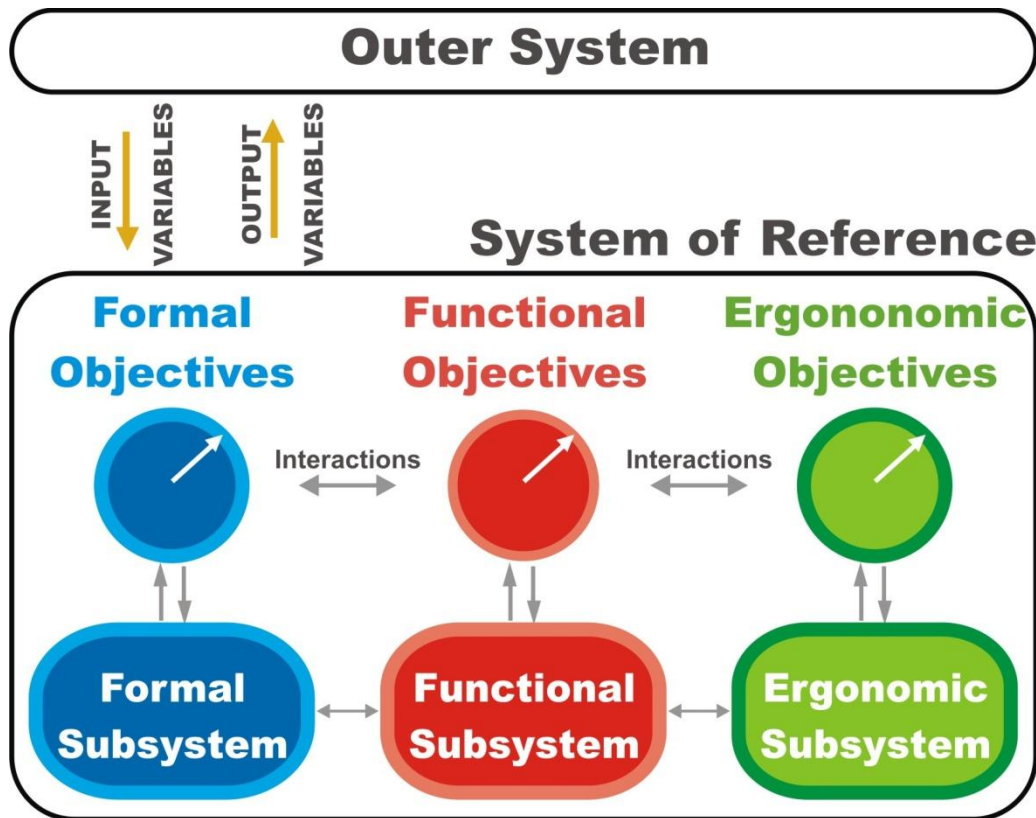 Outer System
INPUT
VARIABLES
OUTPUT
VARIABLES
System of Reference
Formal
Objectives
Functional
Objectives
Ergononomic
Objectives
Interactions
Interactions
Formal
Subsystem
Functional
Subsystem
Ergonomic
Subsystem